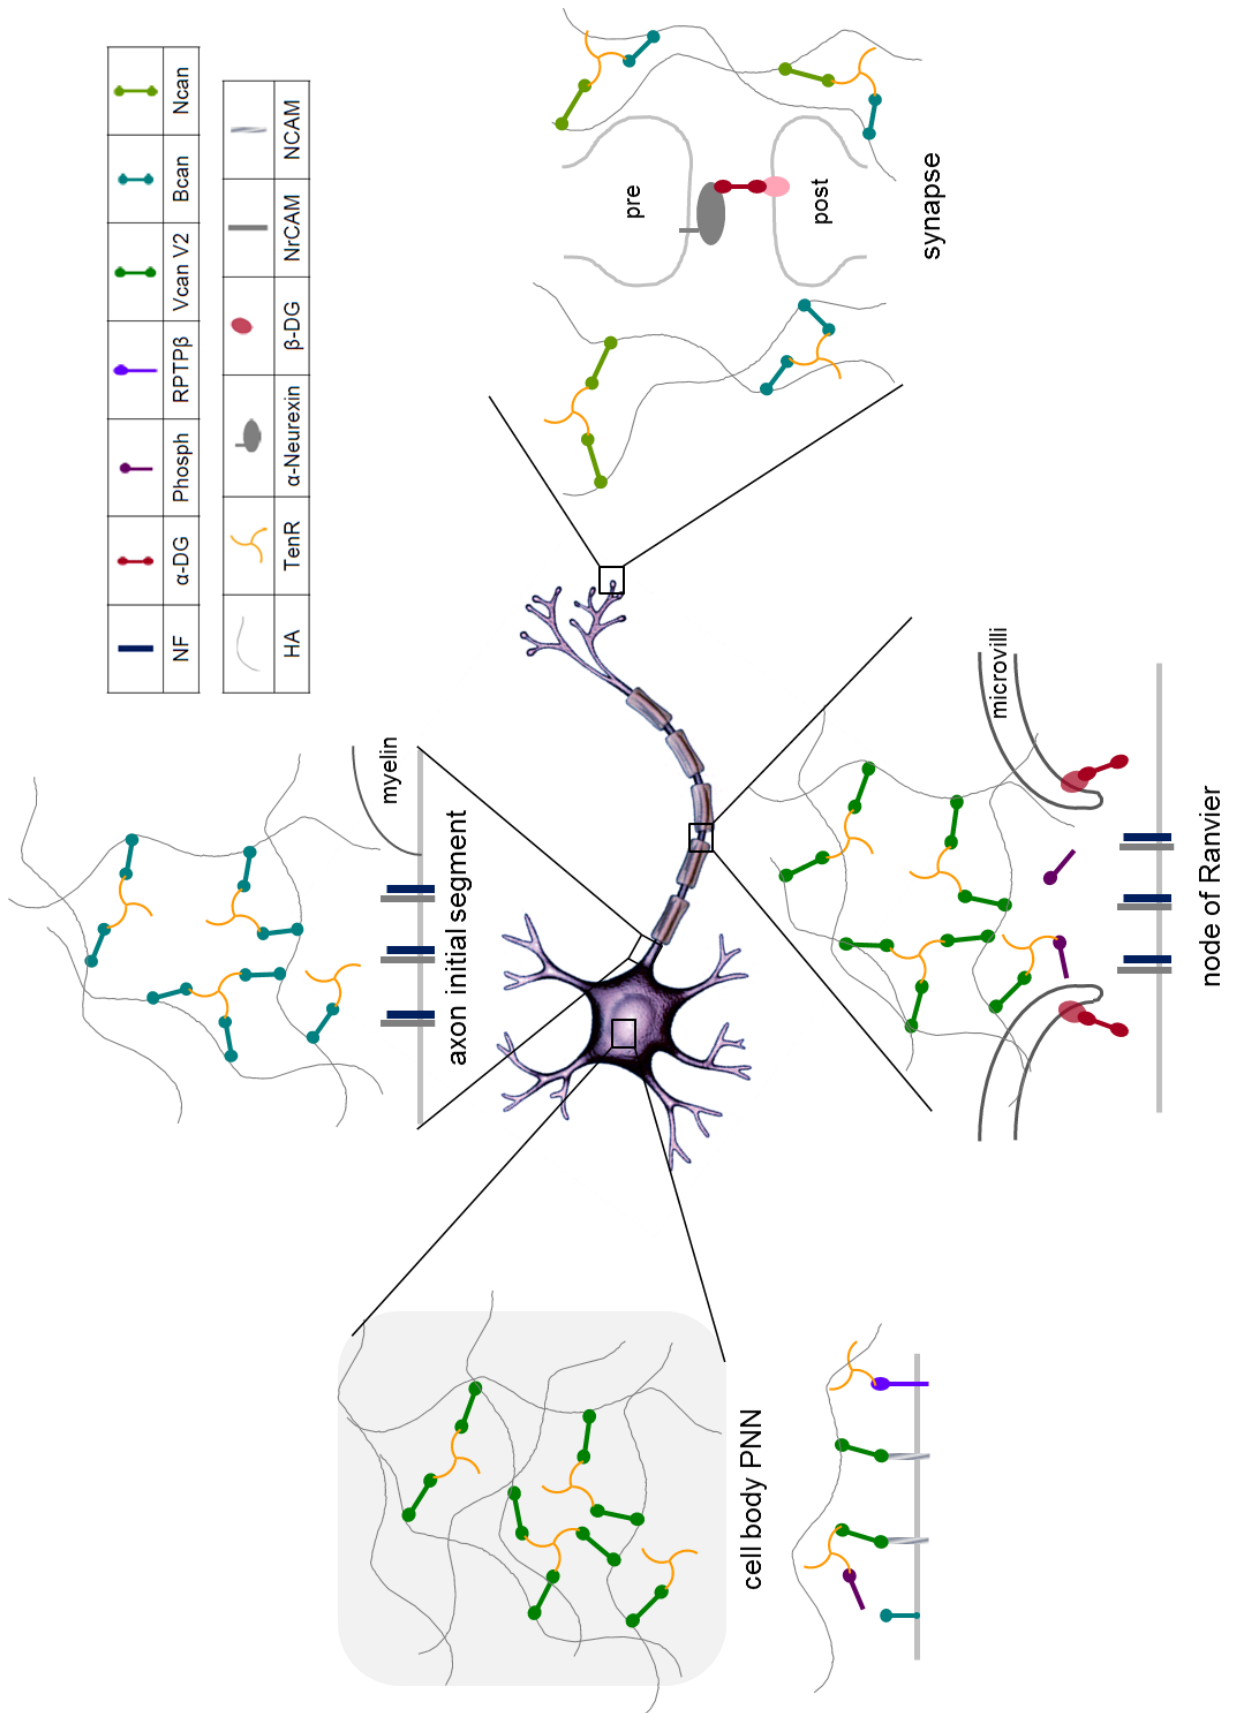 NF
α-DG
Phosph
RPTPβ
Vcan V2
Bcan
Ncan
HA
TenR
α-Neurexin
β-DG
NrCAM
NCAM
myelin
axon initial segment
pre
post
synapse
cell body PNN
microvilli
node of Ranvier